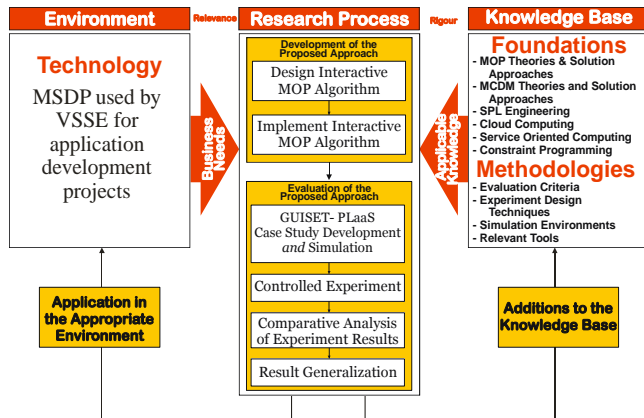 Environment
Relevance
Research Process
Rigour
Knowledge Base
Technology
MSDP used by
VSSE for
application
development
projects
Business
Needs
Development of the
Proposed Approach
Design Interactive
MOP Algorithm
Implement Interactive
MOP Algorithm
Evaluation of the
Proposed Approach
GUISET- PLaaS
Case Study Development
and Simulation
Controlled Experiment
Comparative Analysis
of Experiment Results
Result Generalization
Applicable
Knowledge
Foundations
- MOP Theories & Solution
Approaches
- MCDM Theories and Solution
Approaches
- SPL Engineering
- Cloud Computing
- Service Oriented Computing
- Constraint Programming
Methodologies
- Evaluation Criteria
- Experiment Design
Techniques
- Simulation Environments
- Relevant Tools
Application in
the Appropriate
Environment
Additions to the
Knowledge Base